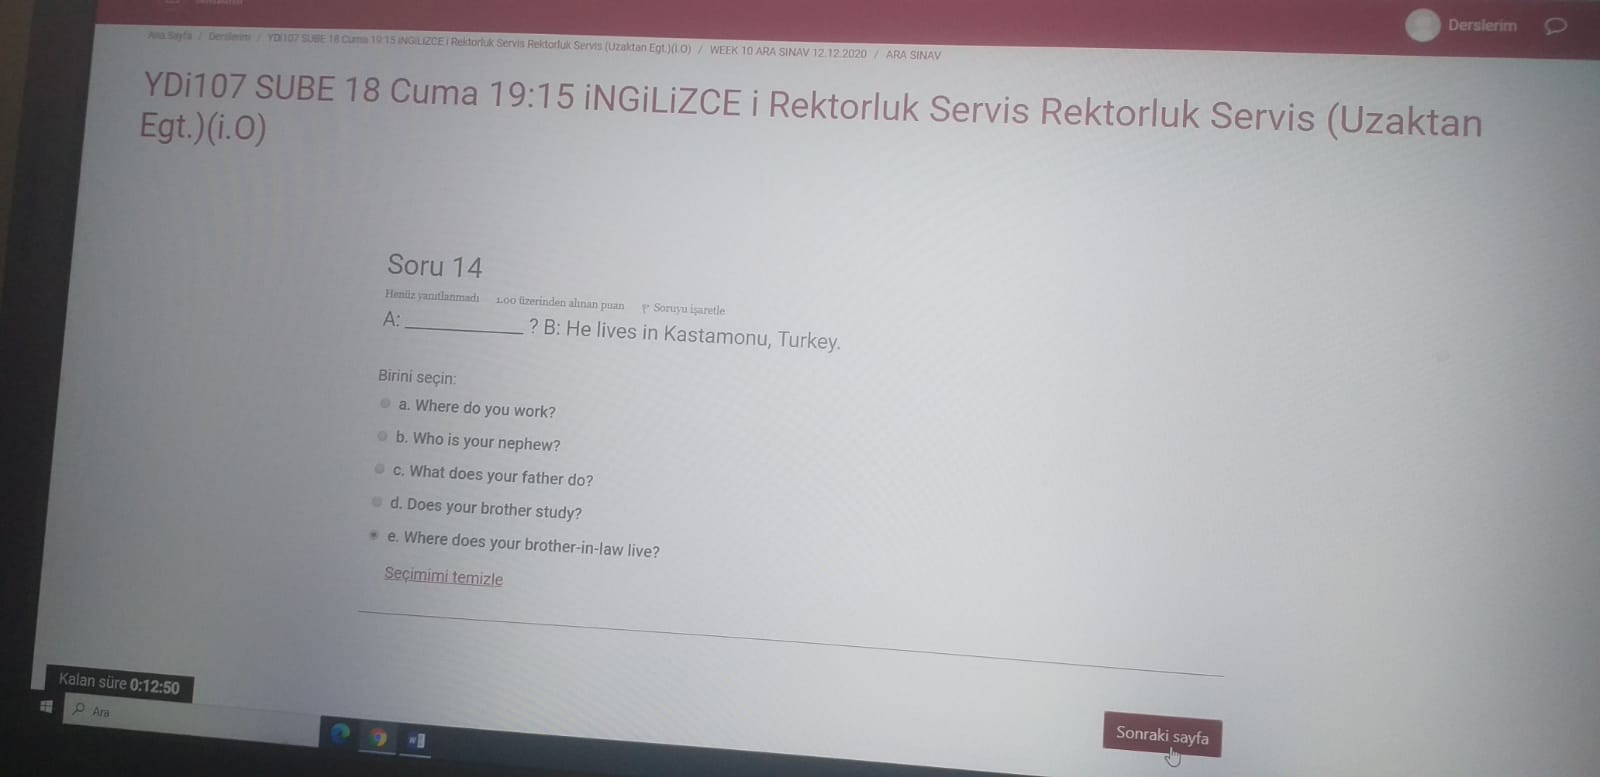 Derslerim
Ana Sayfa / Derslerim / YDİ107 SUBE 18 Cuma 19:15 iNGiLiZCE i Rektorluk Servis Rektorluk Servis (Uzaktan Egt.)(i.O) / WEEK 10 ARA SINAV 12.12.2020 / ARA SINAV
YDi107 SUBE 18 Cuma 19:15 iNGiLiZCE i Rektorluk Servis Rektorluk Servis (Uzaktan
Egt.)(i.O)
Soru 14
Henüz yanıtlanmadı 1.00 üzerinden alınan puan Soruyu işaretle
A: ____________ ? B: He lives in Kastamonu, Turkey.
Birini seçin:
a. Where do you work?
b. Who is your nephew?
c. What does your father do?
d. Does your brother study?
e. Where does your brother-in-law live?
Seçimimi temizle
Kalan süre 0:12:50
Ara
Sonraki sayfa